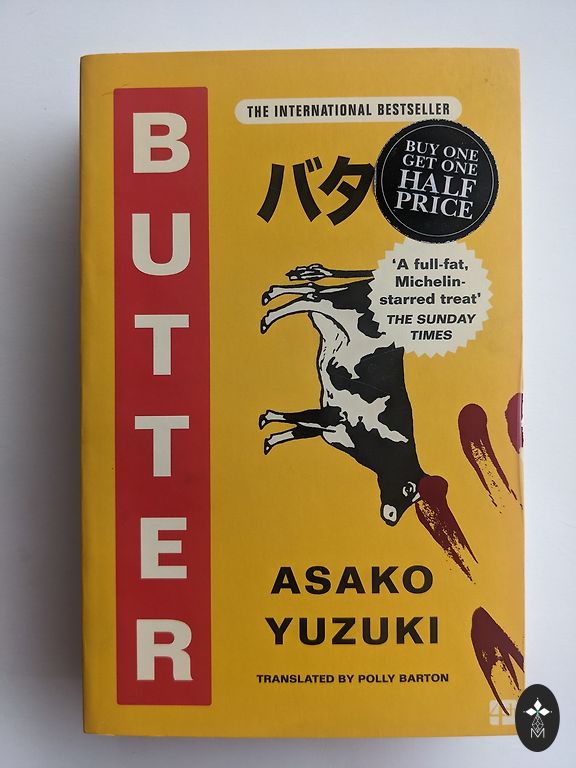 BUTTER
THE INTERNATIONAL BESTSELLER
バタ
BUY ONE
GET ONE
HALF
PRICE
‘A full-fat,
Michelin-
starred treat’
THE SUNDAY
TIMES
ASAKO
YUZUKI
TRANSLATED BY POLLY BARTON
M